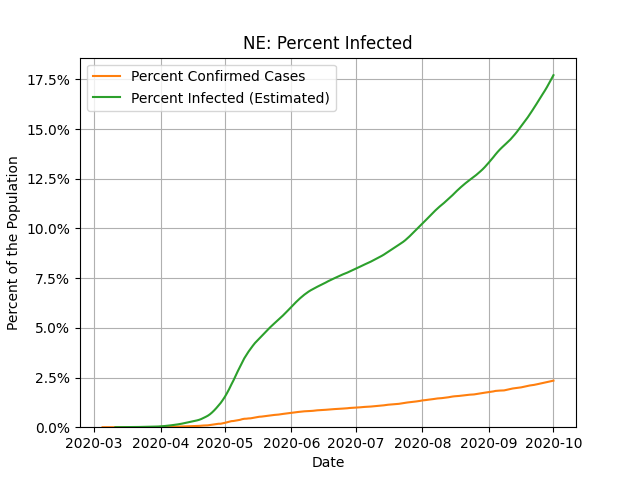 NE: Percent Infected
Percent Confirmed Cases
Percent Infected (Estimated)
17.5%
15.0%
12.5%
10.0%
7.5%
5.0%
2.5%
0.0%
Percent of the Population
2020-03 2020-04 2020-05 2020-06 2020-07 2020-08 2020-09 2020-10
Date